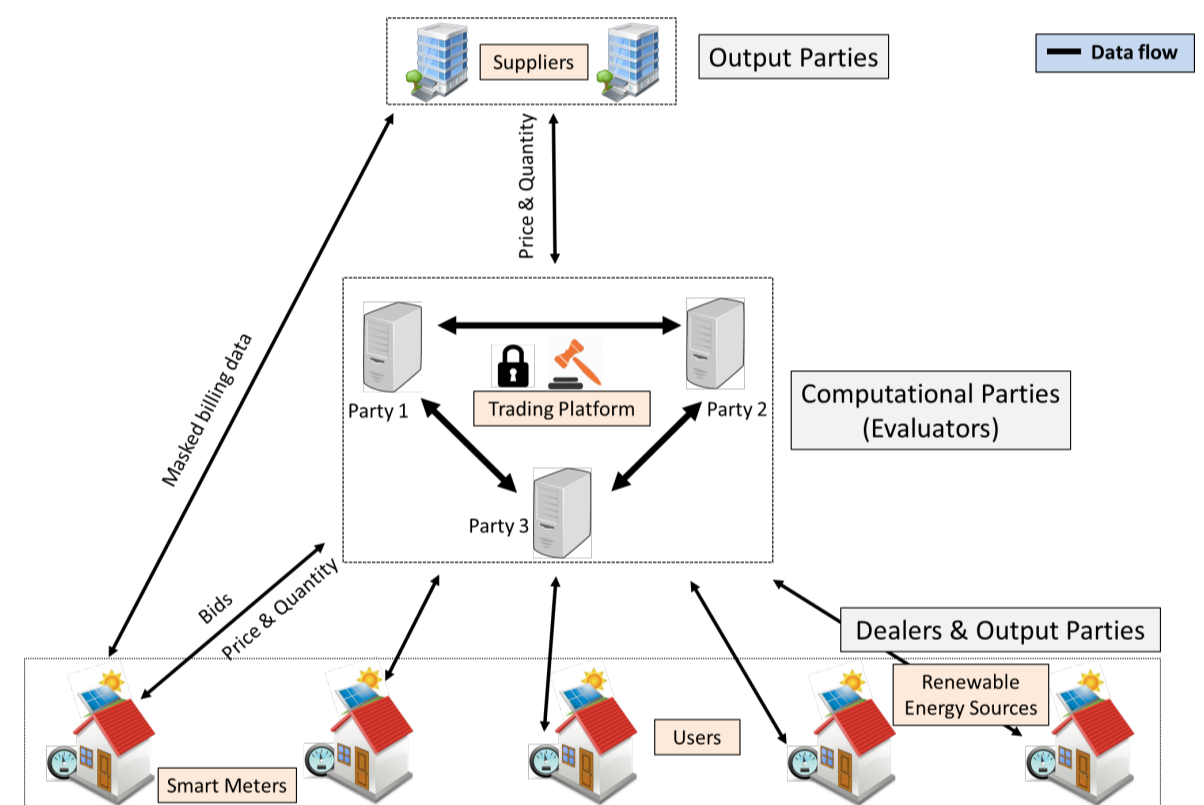 Suppliers
Output Parties
Data flow
Price & Quantity
Masked billing data
Party 1
Trading Platform
Party 2
Computational Parties
(Evaluators)
Party 3
Bids
Price & Quantity
Dealers & Output Parties
Renewable
Energy Sources
Users
Smart Meters